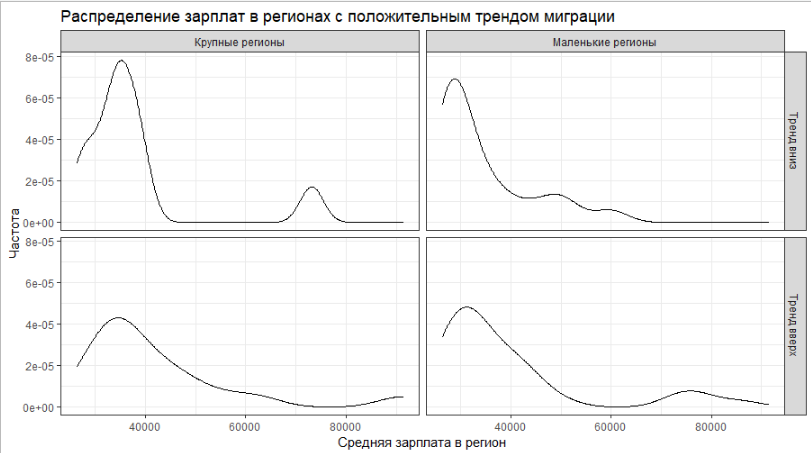 Распределение зарплат в регионах с положительным трендом миграции
Крупные регионы
Маленькие регионы
8e-05
6e-05
4e-05
2e-05
0e+00
Тренд вниз
Частота
8e-05
6e-05
4e-05
2e-05
0e+00
Тренд вверх
40000
60000
80000
40000
60000
80000
Средняя зарплата в регион